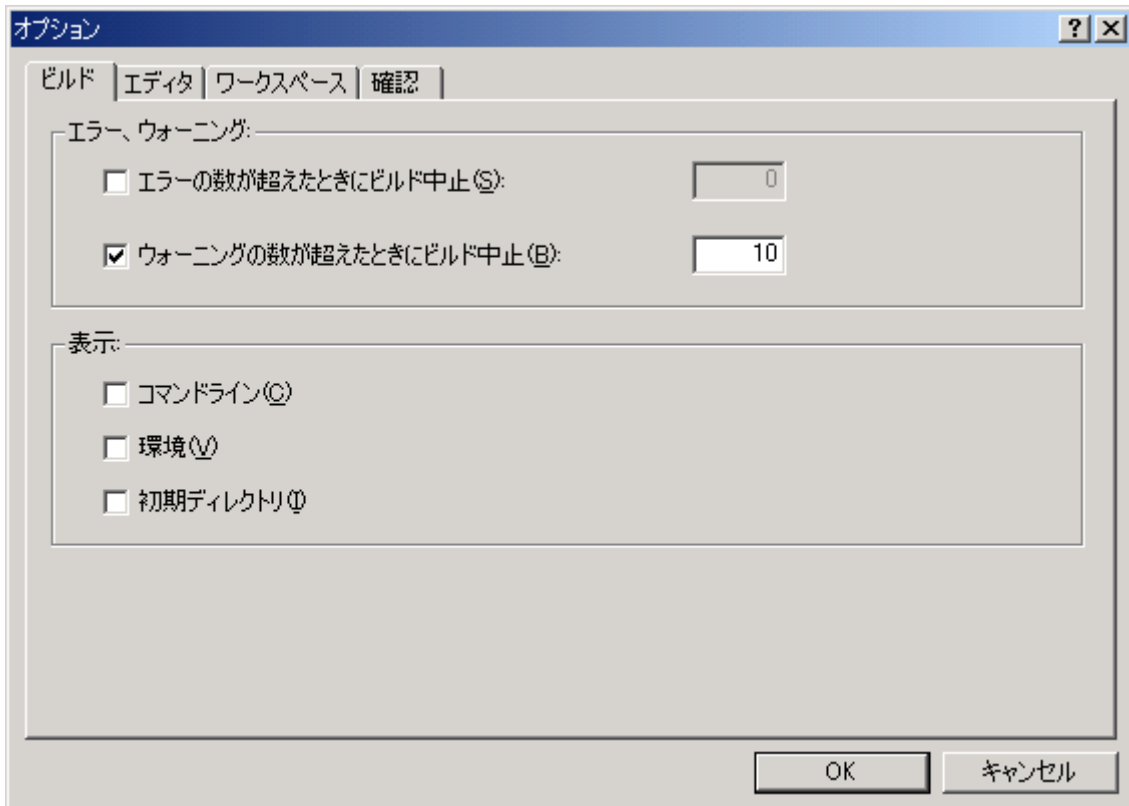 オプション
ビルド エディタ ワークスペース 確認
エラー、ウォーニング:
エラーの数が超えたときにビルド中止(S): 0
ウォーニングの数が超えたときにビルド中止(B): 10
表示:
コマンドライン(C)
環境(V)
初期ディレクトリ(I)
OK キャンセル